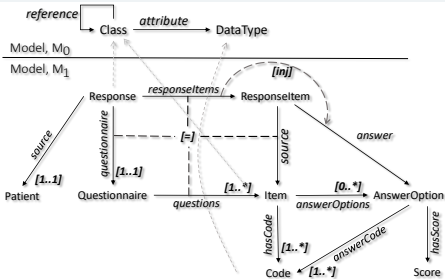 reference
Class
attribute
DataType
Model, M0
Model, M1
responseItems
[inj]
Response
ResponseItem
source
questionnaire
[=]
source
answer
[1..1]
[1..1]
[1..*]
[0..*]
Patient
Questionnaire
questions
Item
answerOptions
AnswerOption
hasCode
[1..*]
answerCode
hasScore
[1..*]
Code
Score